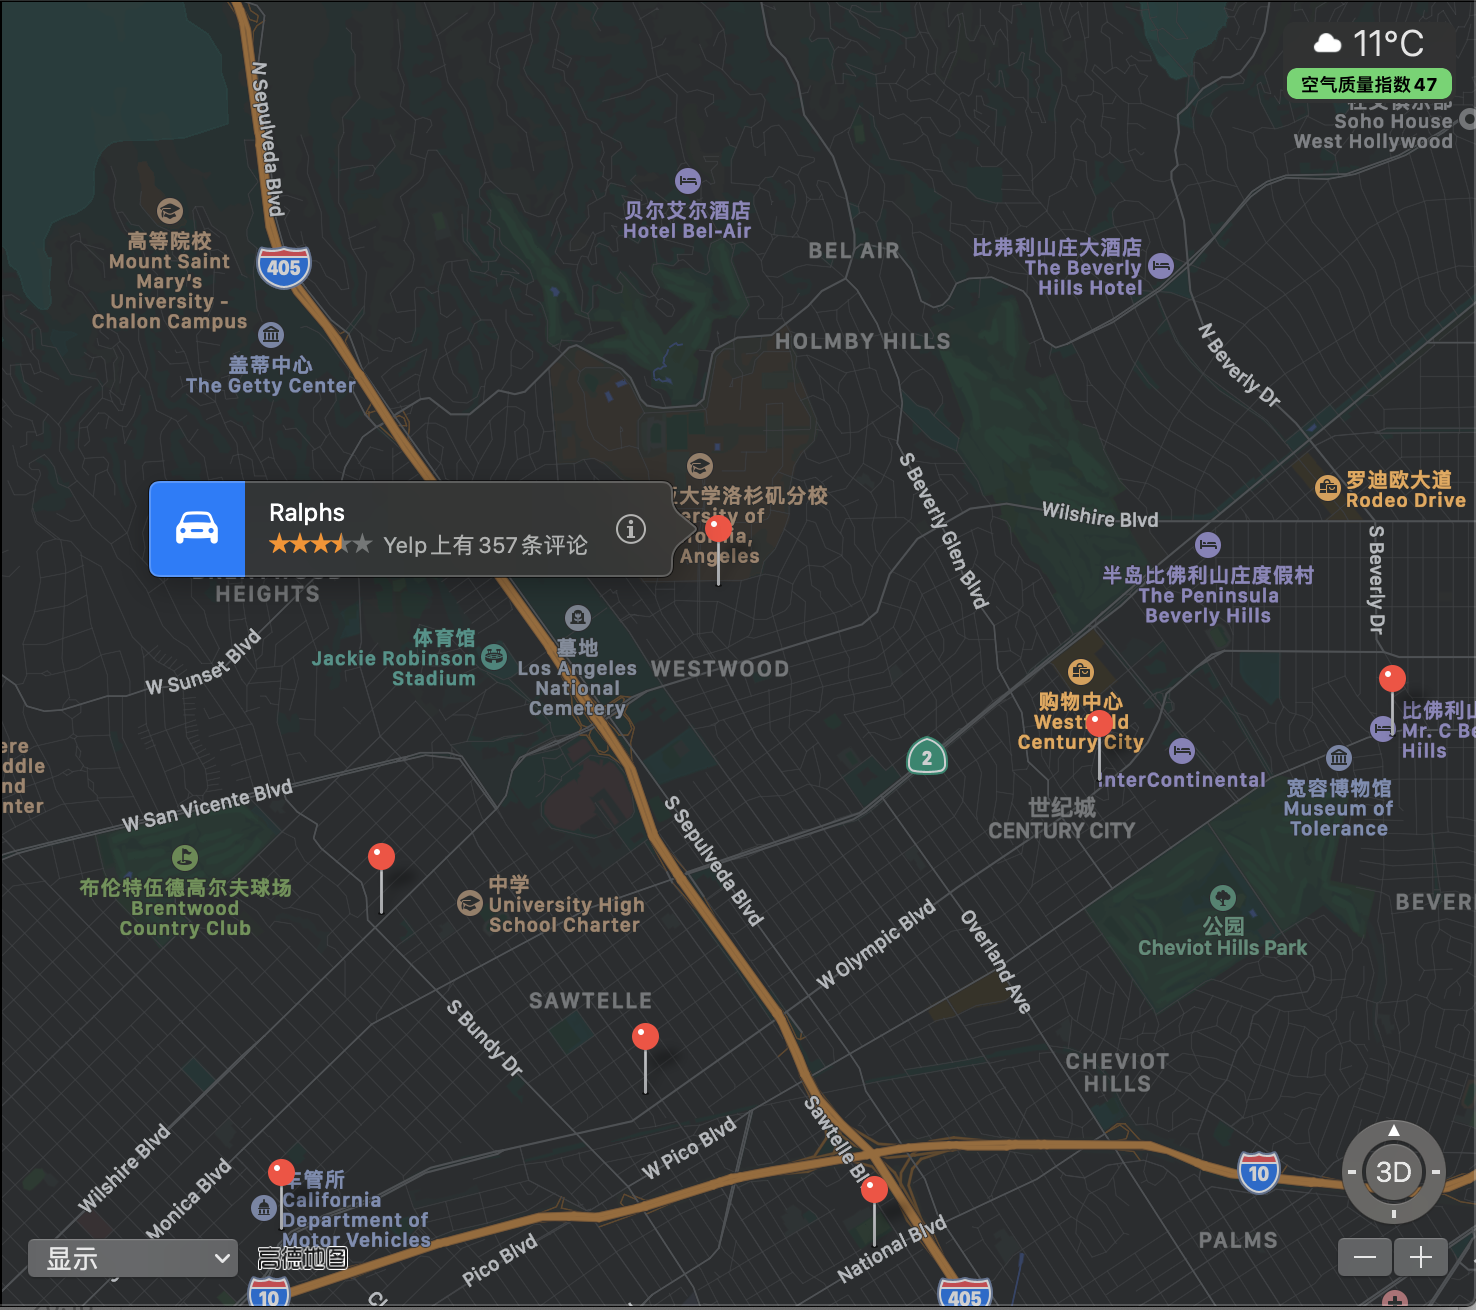 11°C
空气质量指数 47
Soho House
West Hollywood
N Sepulveda Blvd
高等院校
Mount Saint
Mary's
University -
Chalon Campus
405
贝尔艾尔酒店
Hotel Bel-Air
BEL AIR
比弗利山庄大酒店
The Beverly
Hills Hotel
盖蒂中心
The Getty Center
HOLMBY HILLS
N Beverly Dr
罗迪欧大道
Rodeo Drive
大学洛杉矶分校
of
Angeles
Ralphs
Yelp 上有 357 条评论
HEIGHTS
S Beverly Glen Blvd
Wilshire Blvd
S Beverly Dr
半岛比佛利山庄度假村
The Peninsula
Beverly Hills
W Sunset Blvd
体育馆
Jackie Robinson
Stadium
墓地
Los Angeles
National
Cemetery
WESTWOOD
购物中心
Century City
2
比佛利山
Mr. C Be
Hills
InterContinental
世纪城
CENTURY CITY
宽容博物馆
Museum of
Tolerance
ere
ddle
nd
nter
W San Vicente Blvd
S Sepulveda Blvd
布伦特伍德高尔夫球场
Brentwood
Country Club
中学
University High
School Charter
W Olympic Blvd
Overland Ave
公园
Cheviot Hills Park
BEVER
SAWTELLE
S Bundy Dr
CHEVIOT
HILLS
Sawtelle Bl
W Pico Blvd
Wilshire Blvd
Monica Blvd
车管所
California
Department of
Motor Vehicles
10
3D
PALMS
National Blvd
Pico Blvd
显示
高德地图
10
405